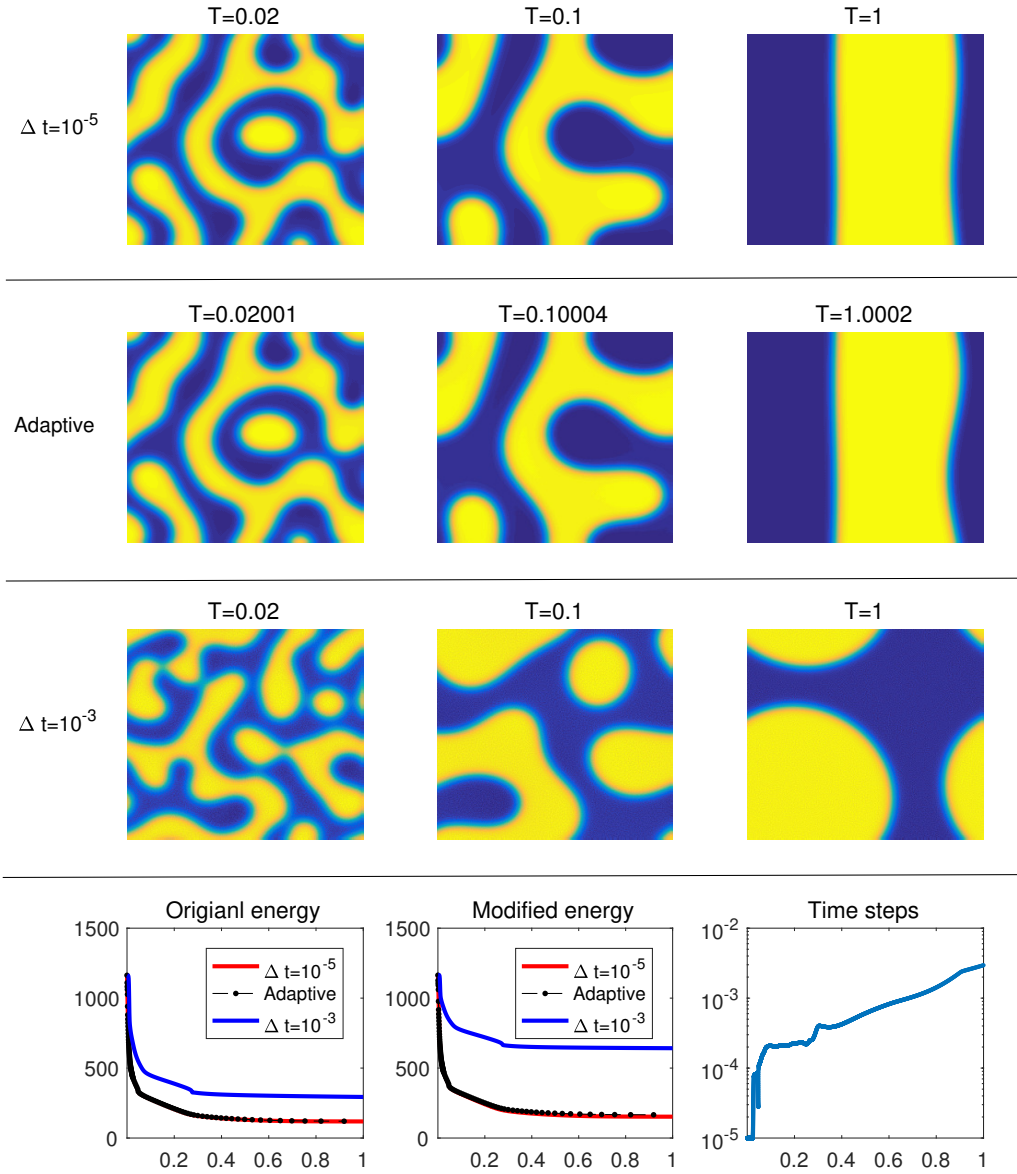 T=0.02 T=0.1 T=1
Δ t=10^-5
T=0.02001 T=0.10004 T=1.0002
Adaptive
T=0.02 T=0.1 T=1
Δ t=10^-3
Origianl energy
1500
1000
500
0
0.2 0.4 0.6 0.8 1
Δ t=10^-5
Adaptive
Δ t=10^-3
Modified energy
1500
1000
500
0
0.2 0.4 0.6 0.8 1
Δ t=10^-5
Adaptive
Δ t=10^-3
Time steps
10^-2
10^-3
10^-4
10^-5
0.2 0.4 0.6 0.8 1